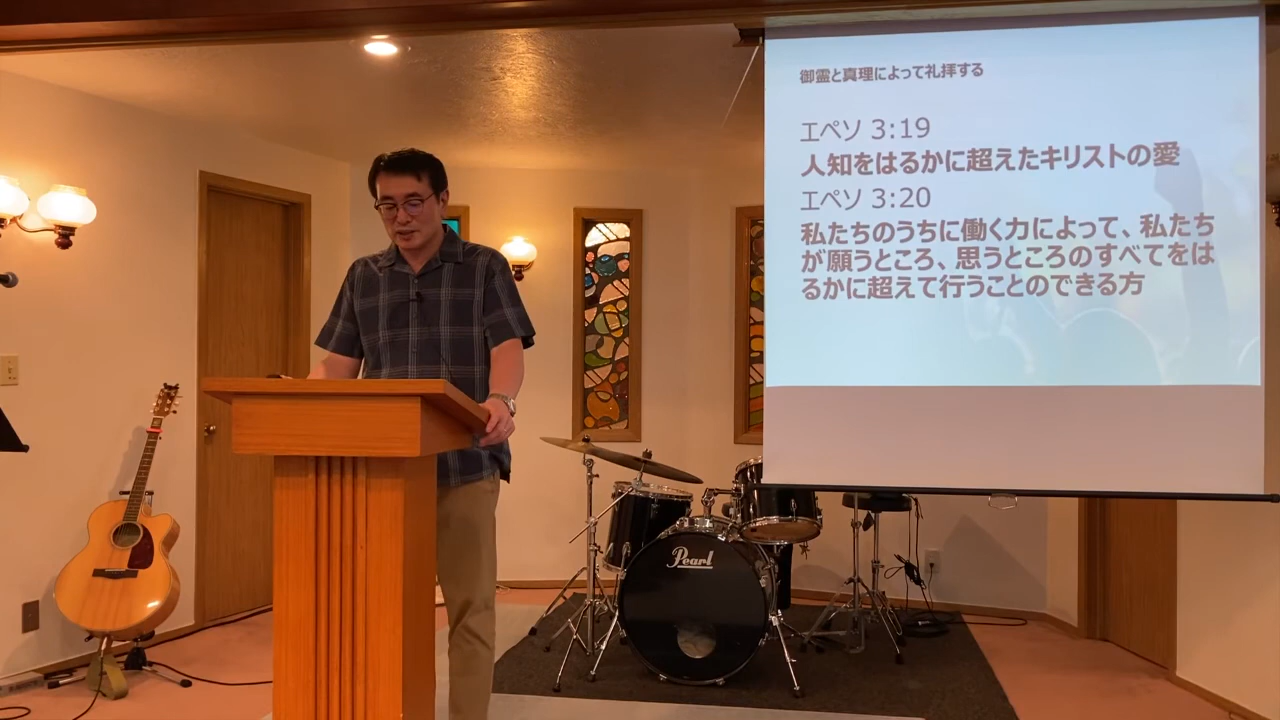 御霊と真理によって礼拝する
エペソ 3:19
人知をはるかに超えたキリストの愛
エペソ 3:20
私たちのうちに働く力によって、私たち
が願うところ、思うところのすべてをは
るかに超えて行うことのできる方
Pearl